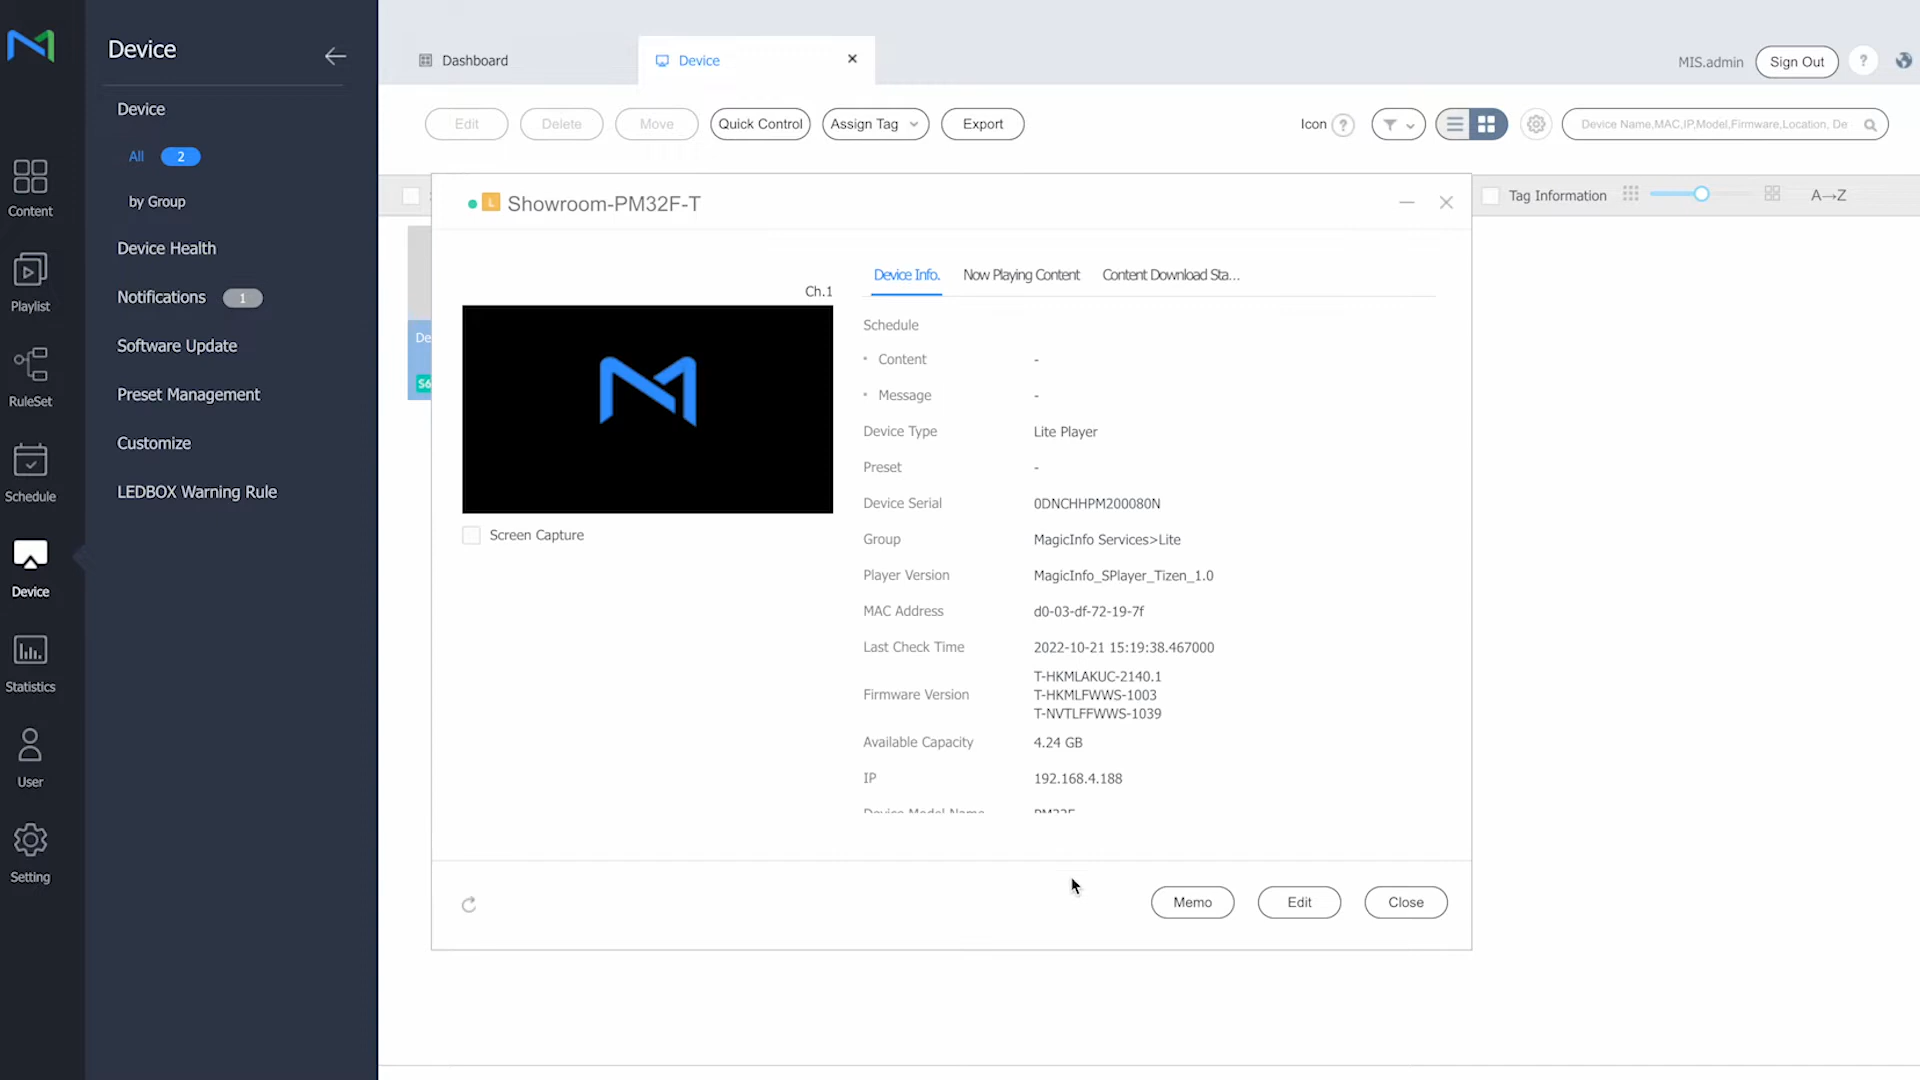 Device
Dashboard
Device
MIS.admin
Sign Out
?
Content
Playlist
RuleSet
Schedule
Device
Statistics
User
Setting
Device
All 2
by Group
Device Health
Notifications 1
Software Update
Preset Management
Customize
LEDBOX Warning Rule
Edit
Delete
Move
Quick Control
Assign Tag
Export
Icon ?
Device Name,MAC,IP,Model,Firmware,Location, De
Tag Information
A→Z
De
S6
L Showroom-PM32F-T
Ch.1
Screen Capture
Device Info.
Now Playing Content
Content Download Sta...
Schedule
• Content -
• Message -
Device Type Lite Player
Preset -
Device Serial 0DNCHHPM200080N
Group MagicInfo Services>Lite
Player Version MagicInfo_SPlayer_Tizen_1.0
MAC Address d0-03-df-72-19-7f
Last Check Time 2022-10-21 15:19:38.467000
Firmware Version T-HKMLAKUC-2140.1
T-HKMLFWWS-1003
T-NVTLFFWWS-1039
Available Capacity 4.24 GB
IP 192.168.4.188
Device Model Name PM32F
Memo
Edit
Close